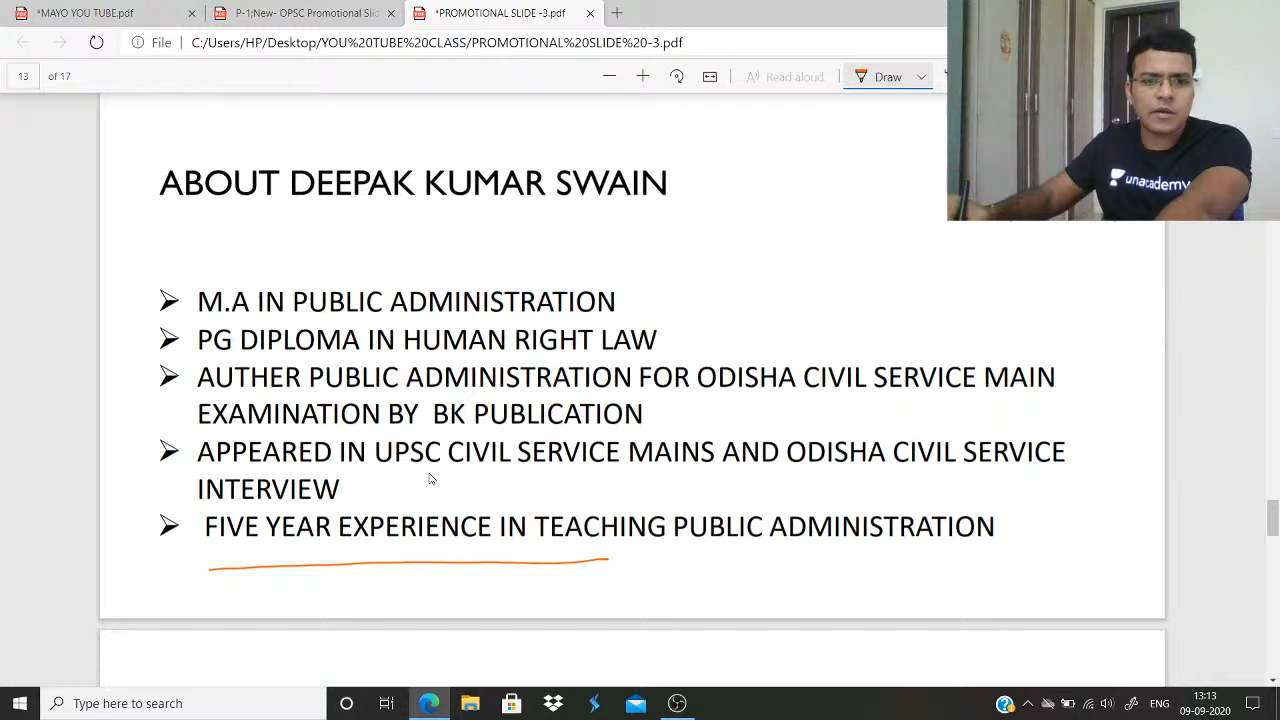 *MAYO YOU TUBE.pdf
P-1:New- OPSC Promotional Slid
*PROMOTIONAL SLIDE -3.pdf
File C:/Users/HP/Desktop/YOU%20TUBE%20CLASS/PROMOTIONAL%20SLIDE%20-3.pdf
13 of 17 Read aloud Draw
unacademy
ABOUT DEEPAK KUMAR SWAIN
M.A IN PUBLIC ADMINISTRATION
PG DIPLOMA IN HUMAN RIGHT LAW
AUTHER PUBLIC ADMINISTRATION FOR ODISHA CIVIL SERVICE MAIN
EXAMINATION BY BK PUBLICATION
APPEARED IN UPSC CIVIL SERVICE MAINS AND ODISHA CIVIL SERVICE
INTERVIEW
FIVE YEAR EXPERIENCE IN TEACHING PUBLIC ADMINISTRATION
Type here to search
ENG
13:13
09-09-2020